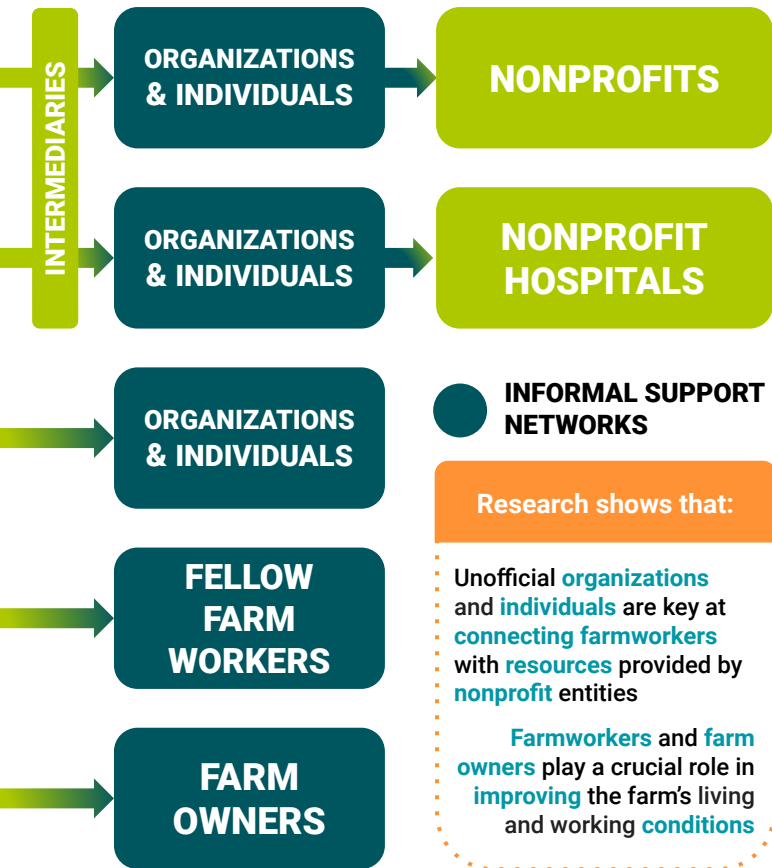 INTERMEDIARIES
ORGANIZATIONS
& INDIVIDUALS
NONPROFITS
ORGANIZATIONS
& INDIVIDUALS
NONPROFIT
HOSPITALS
ORGANIZATIONS
& INDIVIDUALS
FELLOW
FARM
WORKERS
FARM
OWNERS
INFORMAL SUPPORT
NETWORKS
Research shows that:
Unofficial organizations
and individuals are key at
connecting farmworkers
with resources provided by
nonprofit entities
Farmworkers and farm
owners play a crucial role in
improving the farm’s living
and working conditions